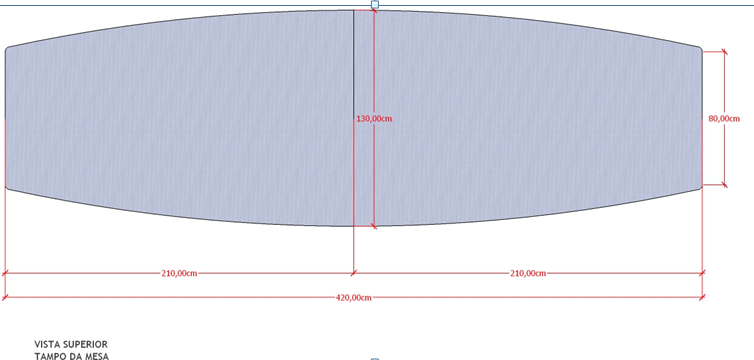 130,00cm
80,00cm
210,00cm
210,00cm
420,00cm
VISTA SUPERIOR
TAMPO DA MESA